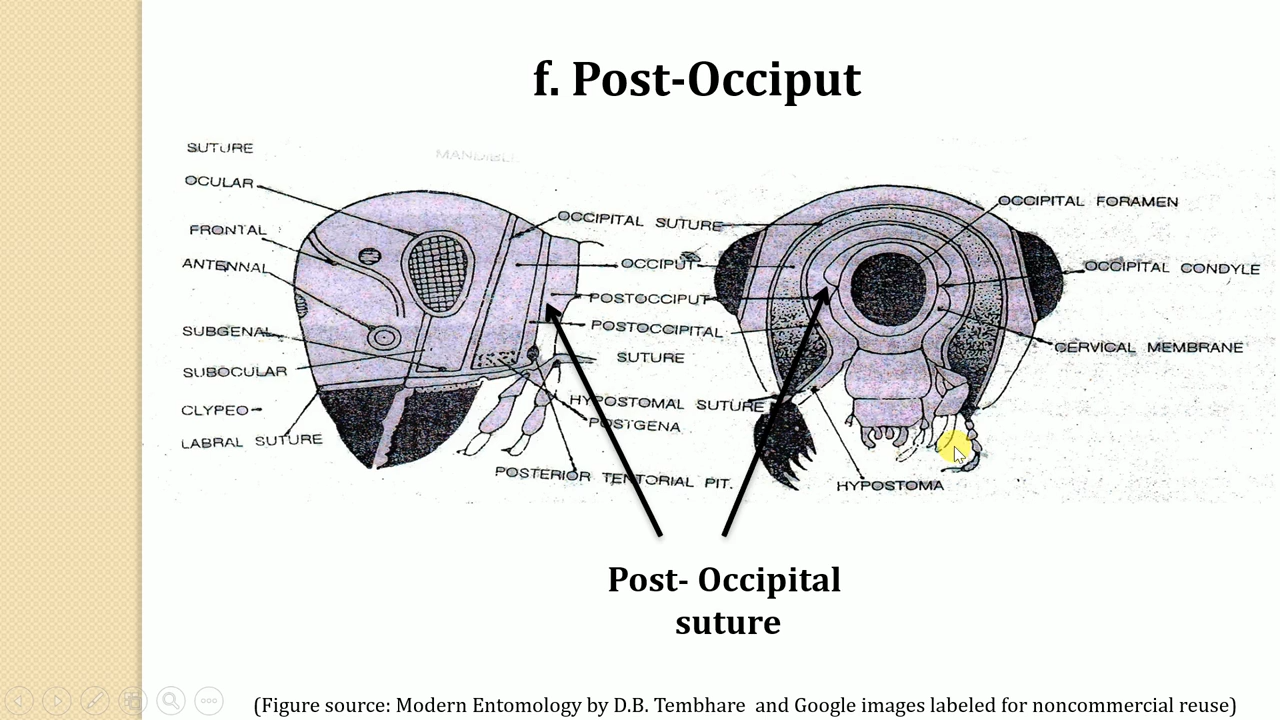 f. Post-Occiput
SUTURE
MANDIBLE
OCULAR
FRONTAL
ANTENNAL
SUBGENAL
SUBOCULAR
CLYPEO
LABRAL SUTURE
OCCIPITAL SUTURE
OCCIPUT
POSTOCCIPUT
POSTOCCIPITAL
SUTURE
HYPOSTOMAL SUTURE
POSTGENA
POSTERIOR TENTORIAL PIT.
OCCIPITAL FORAMEN
OCCIPITAL CONDYLE
CERVICAL MEMBRANE
HYPOSTOMA
Post- Occipital
suture
(Figure source: Modern Entomology by D.B. Tembhare and Google images labeled for noncommercial reuse)